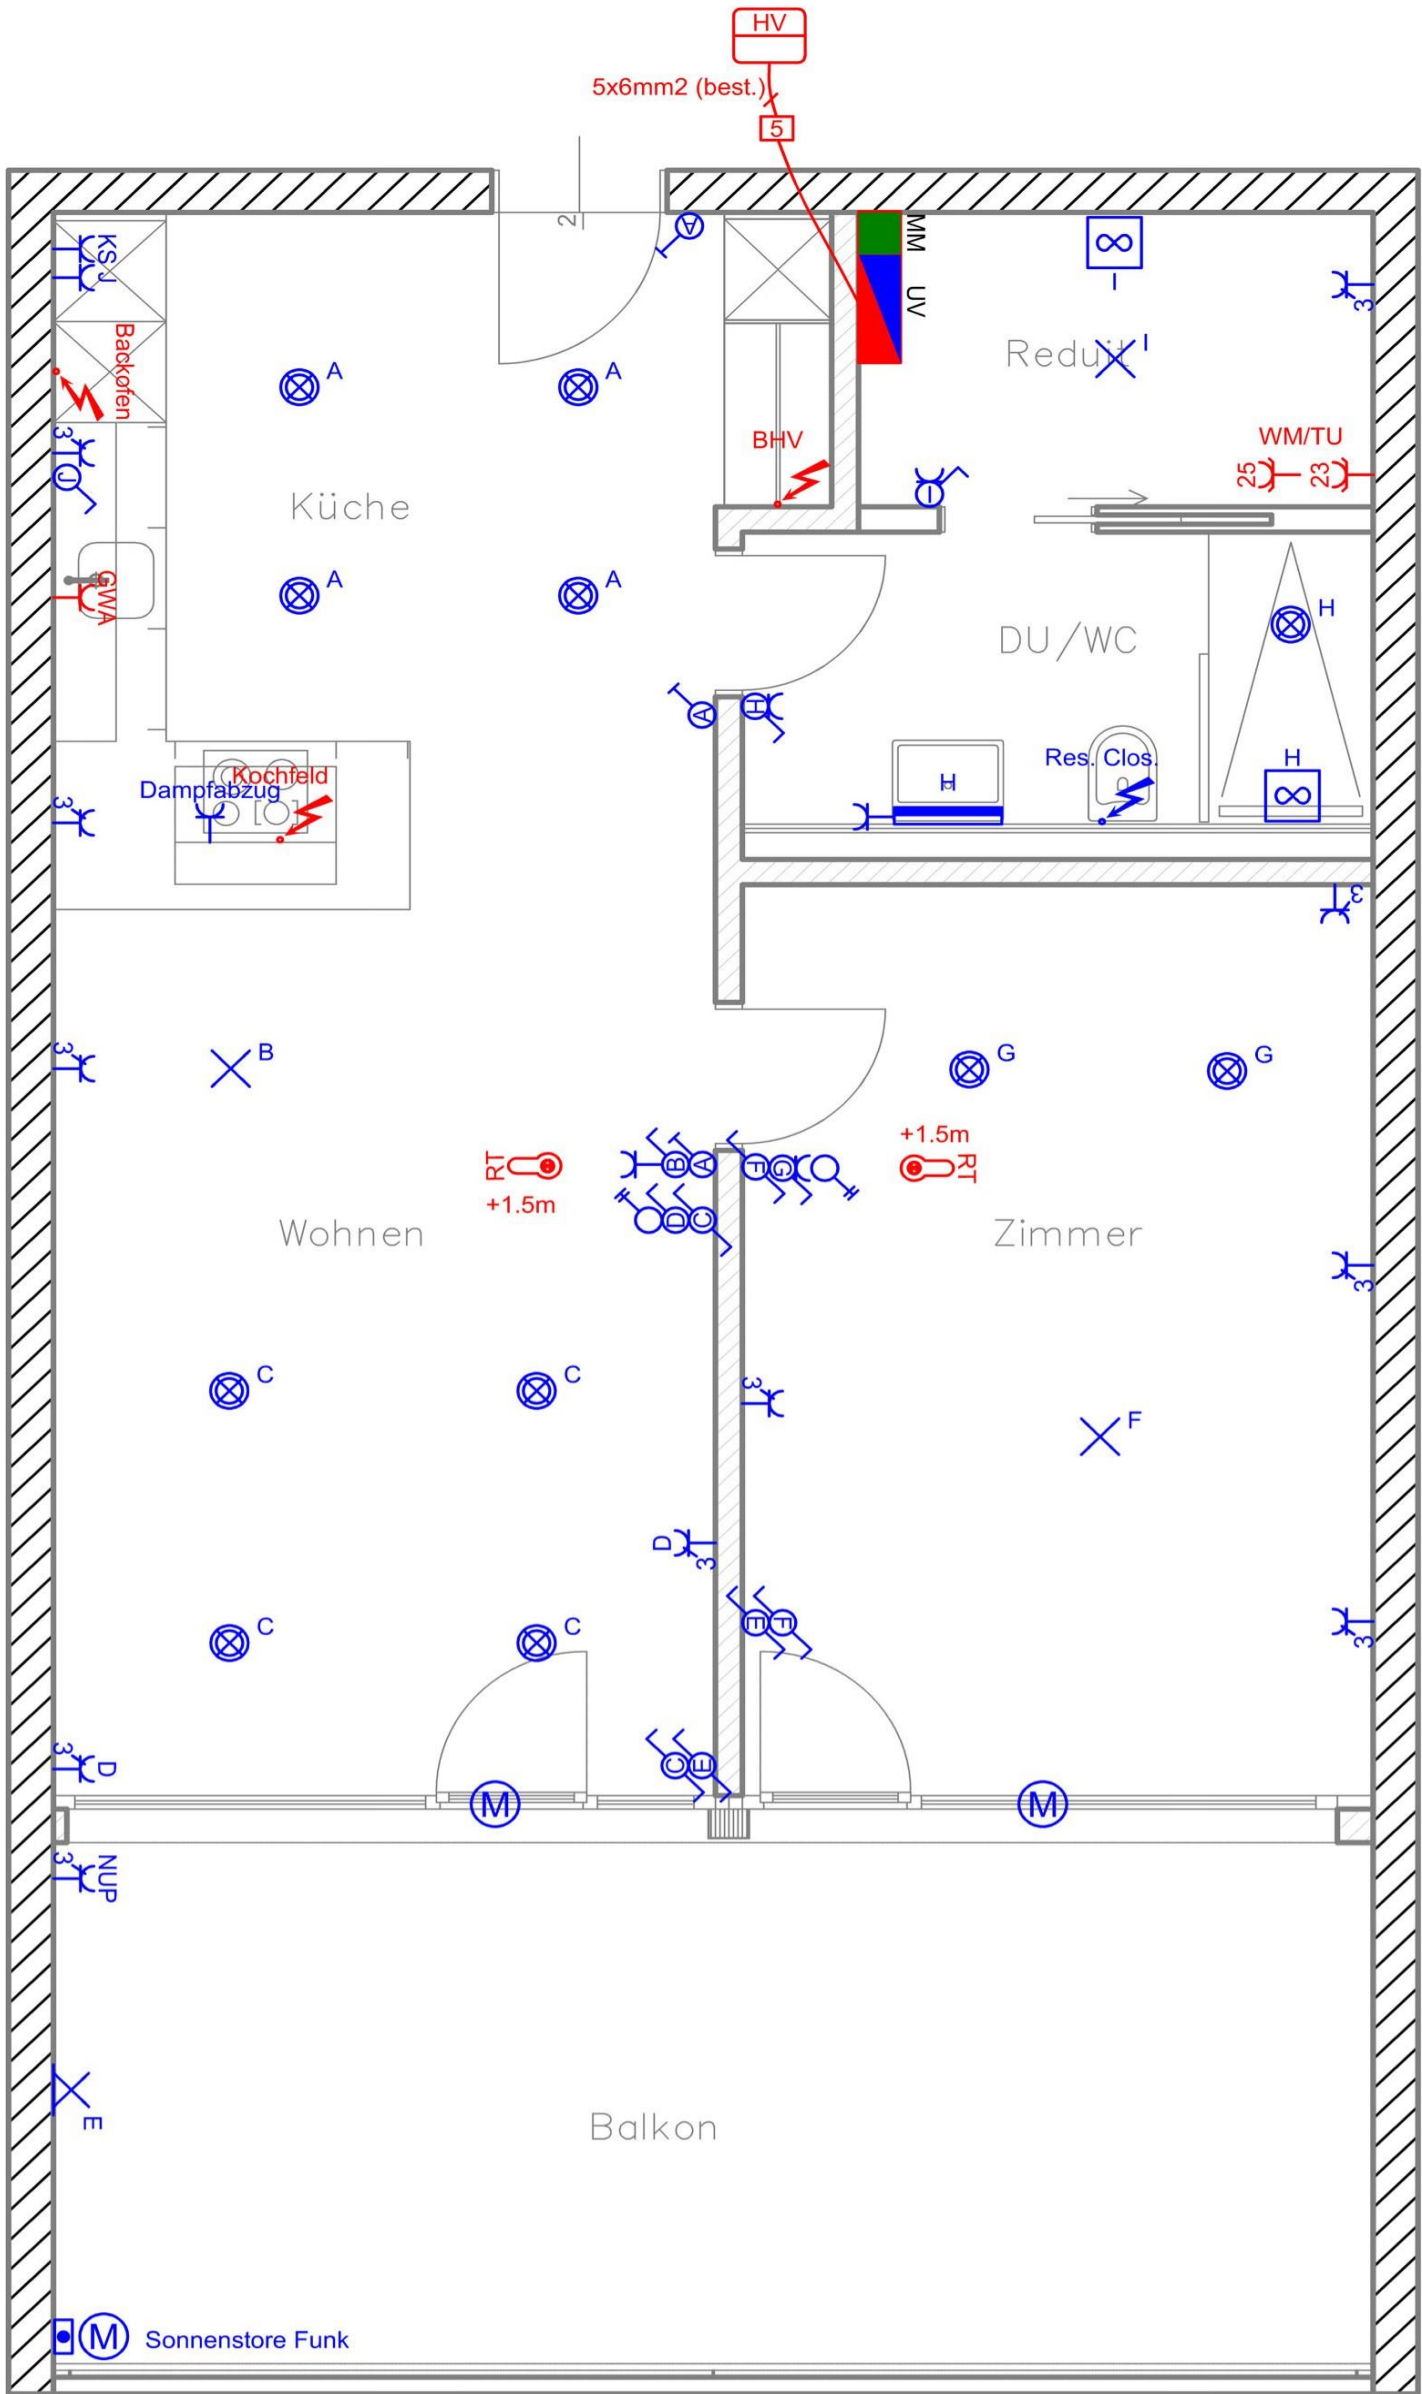 HV
5x6mm2 (best.)
5
2
A
MM
UV
I
3
KS
J
Backofen
A
A
Reduit
I
3
J
BHV
WM/TU
25
23
Küche
I
GWA
A
A
DU/WC
H
A
H
Kochfeld
Dampfabzug
3
H
Res. Clos.
H
3
3
B
G
G
RT
+1.5m
B
A
F
G
+1.5m
RT
D
C
Wohnen
Zimmer
3
C
C
3
F
D
3
E
F
3
C
C
3
D
C
E
M
M
3
NUP
E
Balkon
M
Sonnenstore Funk